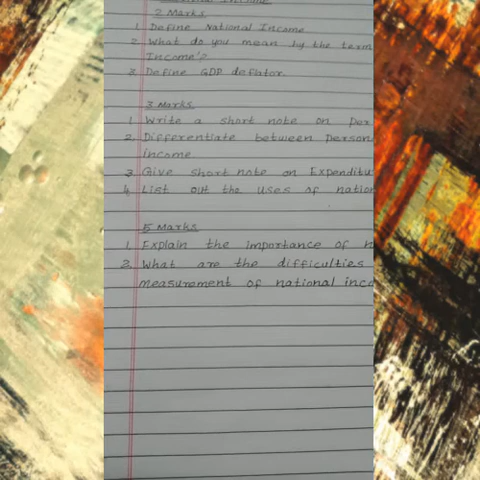 2 Marks
1. Define National Income
2. What do you mean by the term
Income'?
3. Define GDP deflator.
3 Marks
1. Write a short note on Per
2. Differentiate between Person
income
3 Give short note on Expenditu
4. List out the uses of nation
5 Marks
1. Explain the importance of n
2. What are the difficulties
measurement of national inco